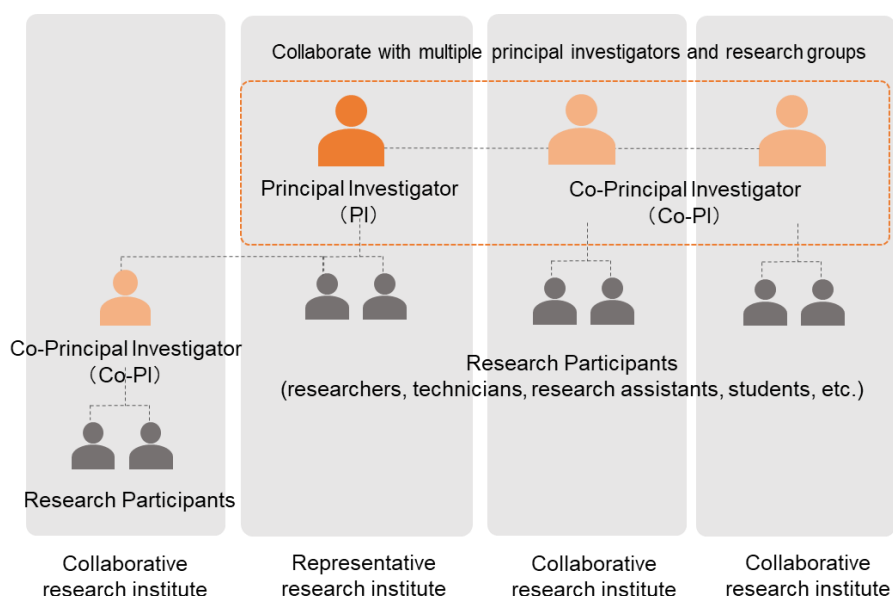 Collaborate with multiple principal investigators and research groups
Principal Investigator
（PI）
Co-Principal Investigator
（Co-PI）
Co-Principal Investigator
（Co-PI）
Research Participants
(researchers, technicians, research assistants, students, etc.)
Research Participants
Collaborative
research institute
Representative
research institute
Collaborative
research institute
Collaborative
research institute